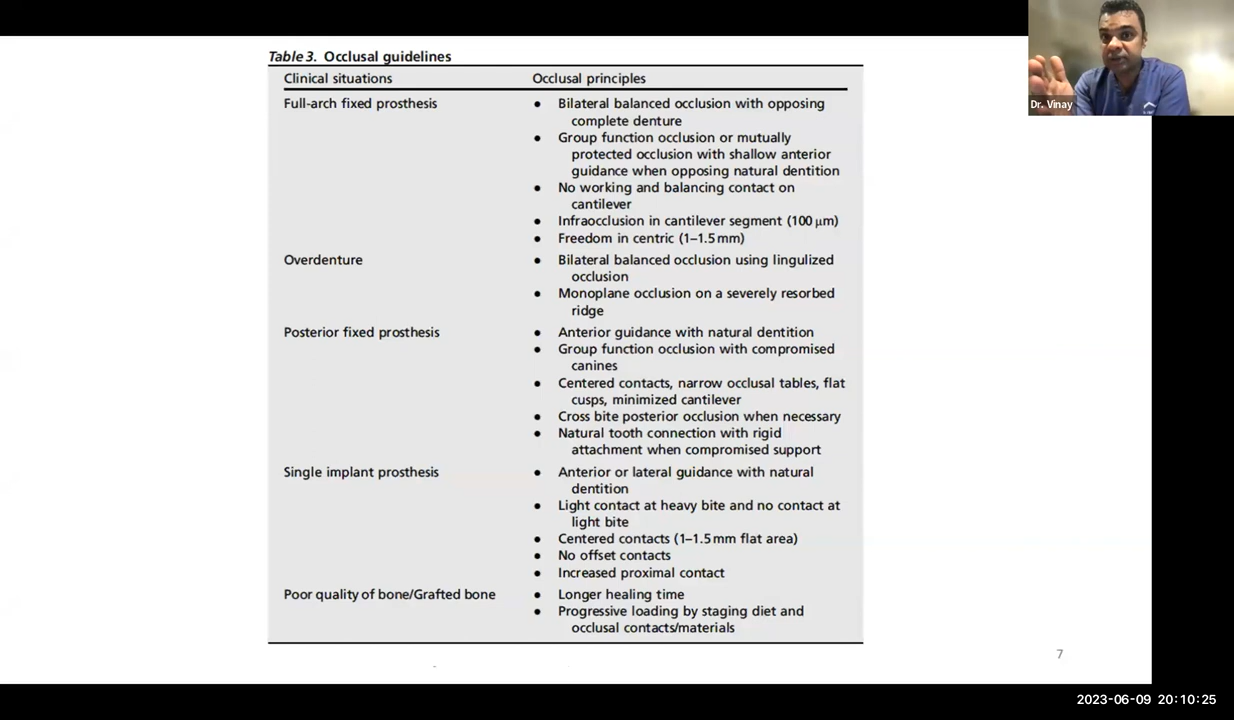 Table 3. Occlusal guidelines
Clinical situations
Occlusal principles
Full-arch fixed prosthesis
• Bilateral balanced occlusion with opposing
complete denture
• Group function occlusion or mutually
protected occlusion with shallow anterior
guidance when opposing natural dentition
• No working and balancing contact on
cantilever
• Infraocclusion in cantilever segment (100 μm)
• Freedom in centric (1–1.5 mm)
Overdenture
• Bilateral balanced occlusion using lingulized
occlusion
• Monoplane occlusion on a severely resorbed
ridge
Posterior fixed prosthesis
• Anterior guidance with natural dentition
• Group function occlusion with compromised
canines
• Centered contacts, narrow occlusal tables, flat
cusps, minimized cantilever
• Cross bite posterior occlusion when necessary
• Natural tooth connection with rigid
attachment when compromised support
Single implant prosthesis
• Anterior or lateral guidance with natural
dentition
• Light contact at heavy bite and no contact at
light bite
• Centered contacts (1–1.5 mm flat area)
• No offset contacts
• Increased proximal contact
Poor quality of bone/Grafted bone
• Longer healing time
• Progressive loading by staging diet and
occlusal contacts/materials
7
Dr. Vinay
2023-06-09 20:10:25